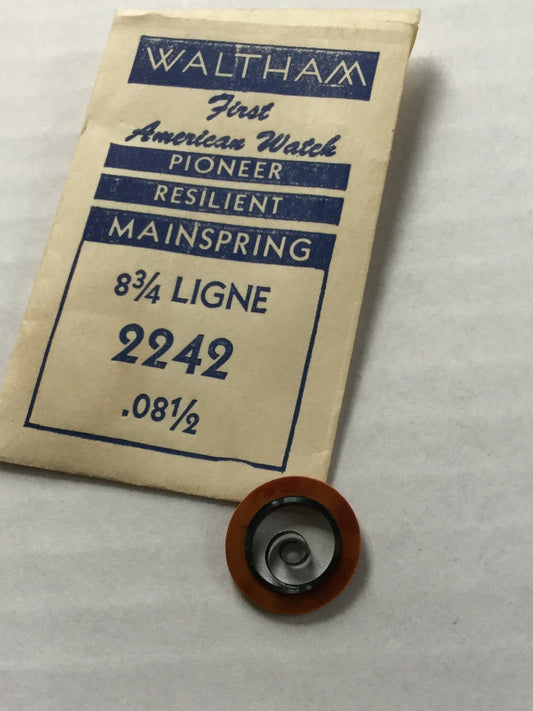 WALTHAM
First
American Watch
PIONEER
RESILIENT
MAINSPRING
8¾ LIGNE
2242
.08½